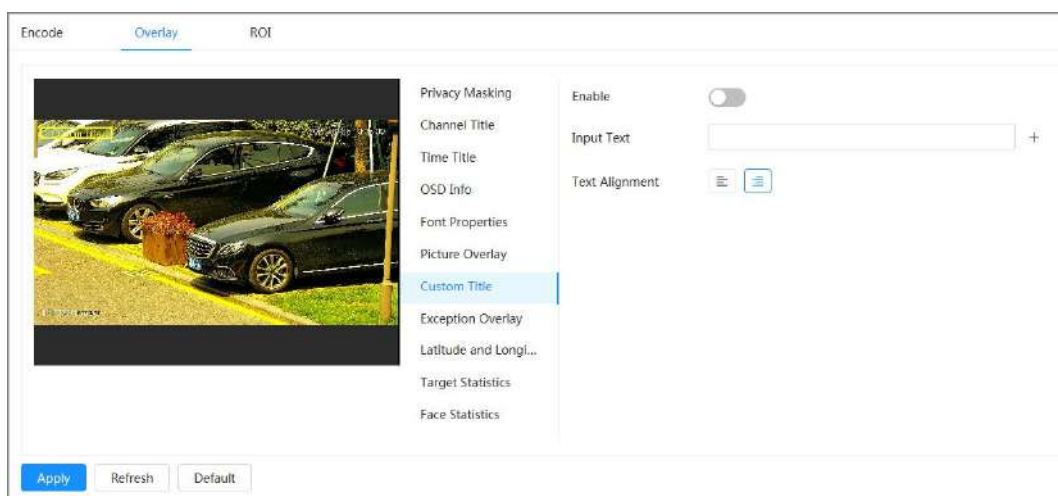 Encode
Overlay
ROI
Privacy Masking
Channel Title
Time Title
OSD Info
Font Properties
Picture Overlay
Custom Title
Exception Overlay
Latitude and Longi...
Target Statistics
Face Statistics
Enable
Input Text
+
Text Alignment
Apply
Refresh
Default